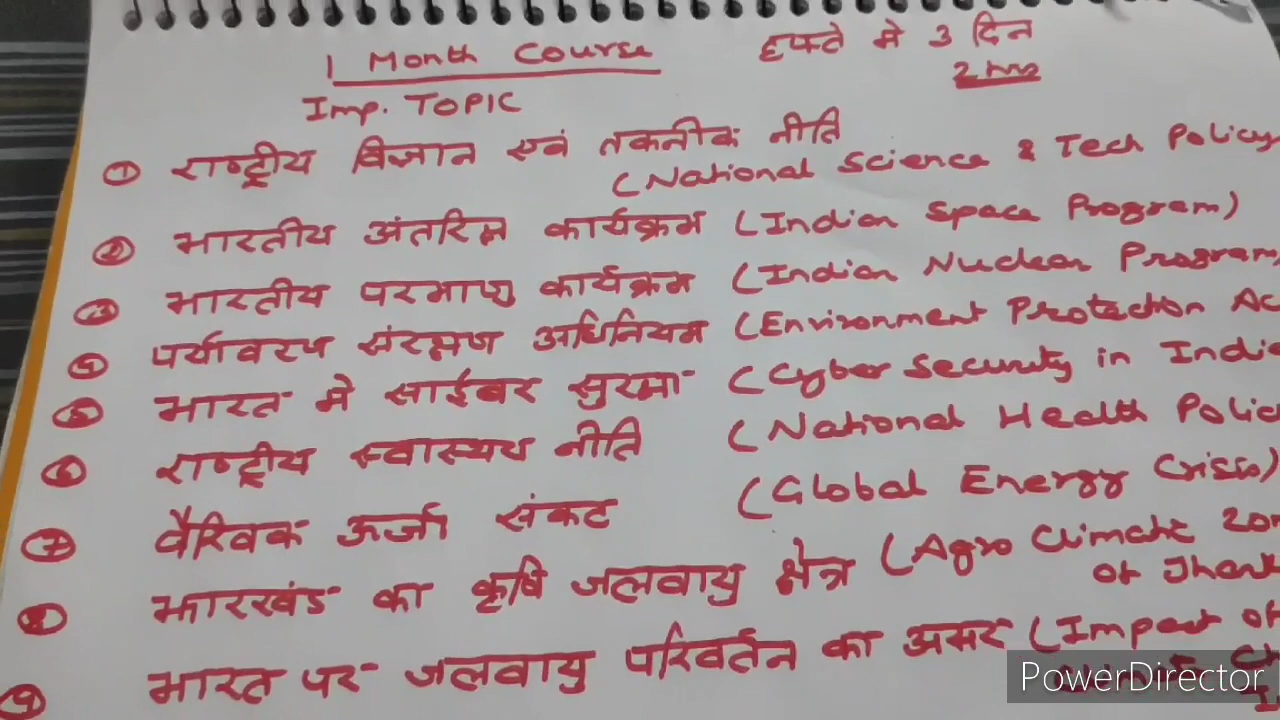 1 Month Course हफ्ते मे 3 दिन
2 hrs
Imp. TOPIC
① राष्ट्रीय विज्ञान एवं तकनीक नीति
(National Science & Tech Policy
② भारतीय अंतरिक्ष कार्यक्रम (Indian Space Program)
③ भारतीय परमाणु कार्यक्रम (Indian Nuclear Program)
④ पर्यावरण संरक्षण अधिनियम (Environment Protection Ac
⑤ भारत मे साईबर सुरक्षा (Cyber Security in India
⑥ राष्ट्रीय स्वास्थ्य नीति (National Health Polic
⑦ वैश्विक ऊर्जा संकट (Global Energy Crisis)
⑧ झारखंड का कृषि जलवायु क्षेत्र (Agro Climatic Zon
of Jhark
⑨ भारत पर जलवायु परिवर्तन का असर (Impact of
PowerDirector